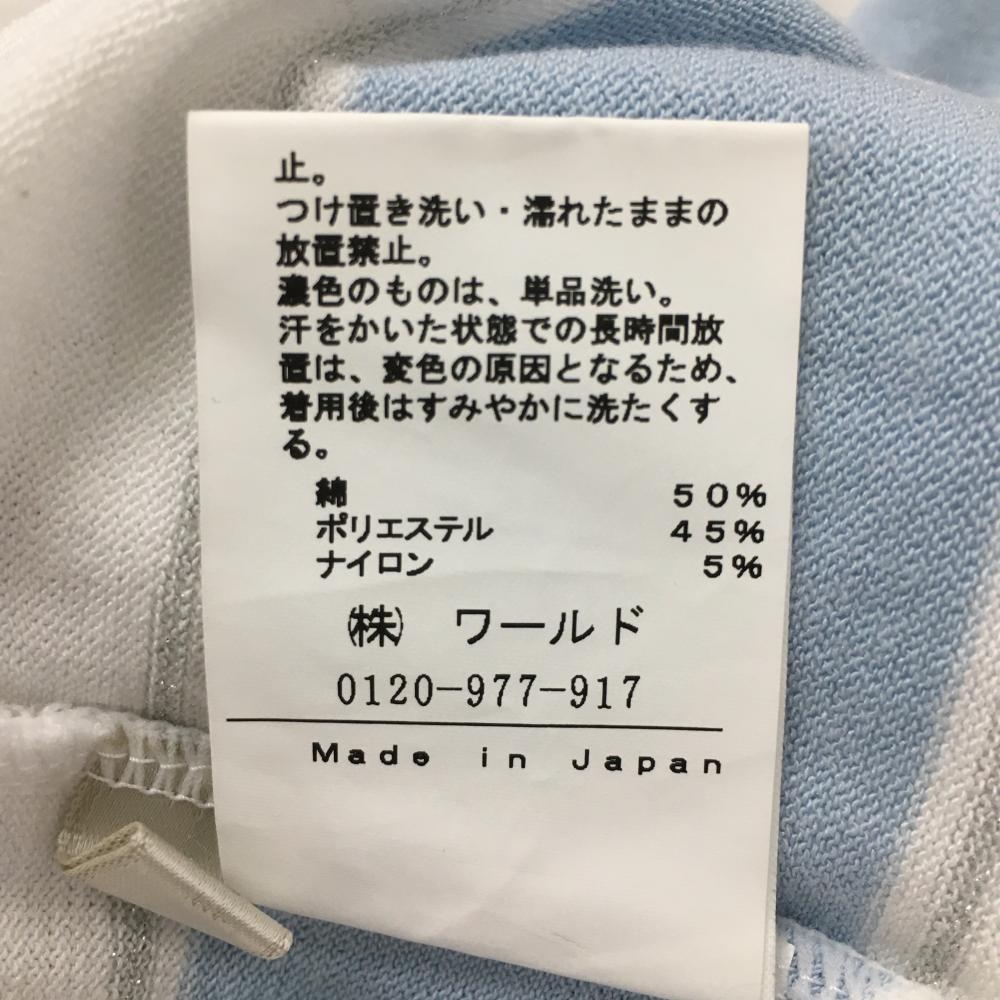 止。
つけ置き洗い・濡れたままの
放置禁止。
濃色のものは、単品洗い。
汗をかいた状態での長時間放
置は、変色の原因となるため、
着用後はすみやかに洗たくす
る。
綿 50%
ポリエステル 45%
ナイロン 5%
㈱ ワールド
0120-977-917
Made in Japan